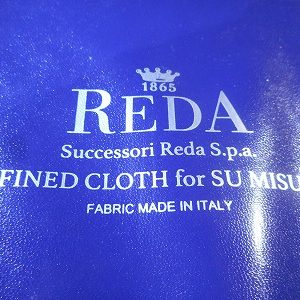 1865
REDA
Successori Reda S.p.a.
FINED CLOTH for SU MISU
FABRIC MADE IN ITALY